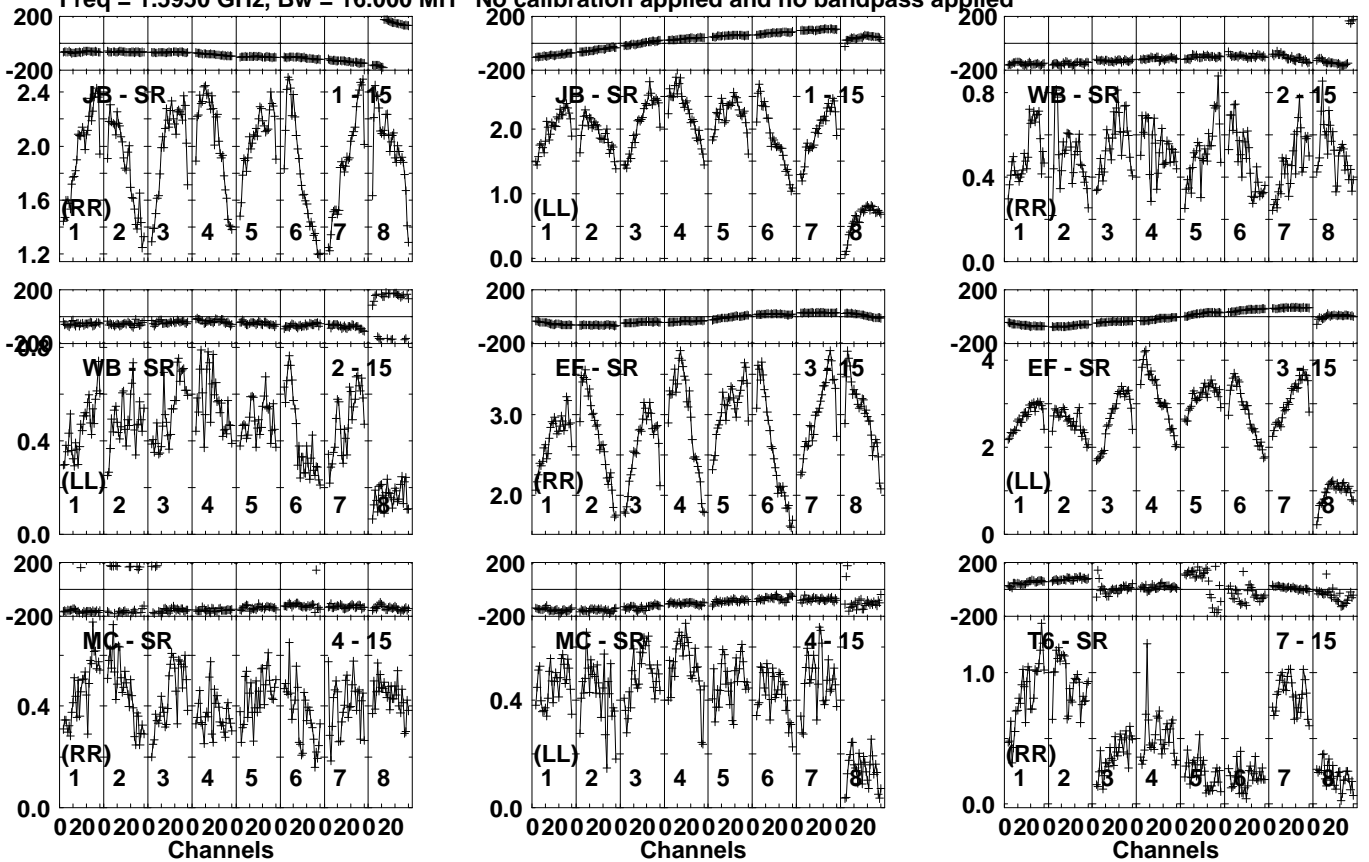 Freq = 1.5950 GHz, Bw = 16.000 MH No calibration applied and no bandpass applied
200 200 200
-200 -200 -200
JB - SR 1 - 15 JB - SR 1 - 15 WB - SR 2 - 15
2.4 2.0 1.6 1.2
2.0 1.0 0.0
0.8 0.4 0.0
(RR) (LL) (RR)
1 2 3 4 5 6 7 8 1 2 3 4 5 6 7 8 1 2 3 4 5 6 7 8
200 200 200
-200 -200 -200
WB - SR 2 - 15 EF - SR 3 - 15 EF - SR 3 - 15
0.8 0.4 0.0
3.0 2.0
4 2 0
(LL) (RR) (LL)
1 2 3 4 5 6 7 8 1 2 3 4 5 6 7 8 1 2 3 4 5 6 7 8
200 200 200
-200 -200 -200
MC - SR 4 - 15 MC - SR 4 - 15 T6 - SR 7 - 15
0.4 0.0
0.4 0.0
1.0 0.0
(RR) (LL) (RR)
1 2 3 4 5 6 7 8 1 2 3 4 5 6 7 8 1 2 3 4 5 6 7 8
0 20 0 20 0 20 0 20 0 20 0 20 0 20 0 20 0 20 0 20 0 20 0 20 0 20 0 20 0 20 0 20 0 20 0 20 0 20 0 20 0 20 0 20 0 20 0 20
Channels Channels Channels